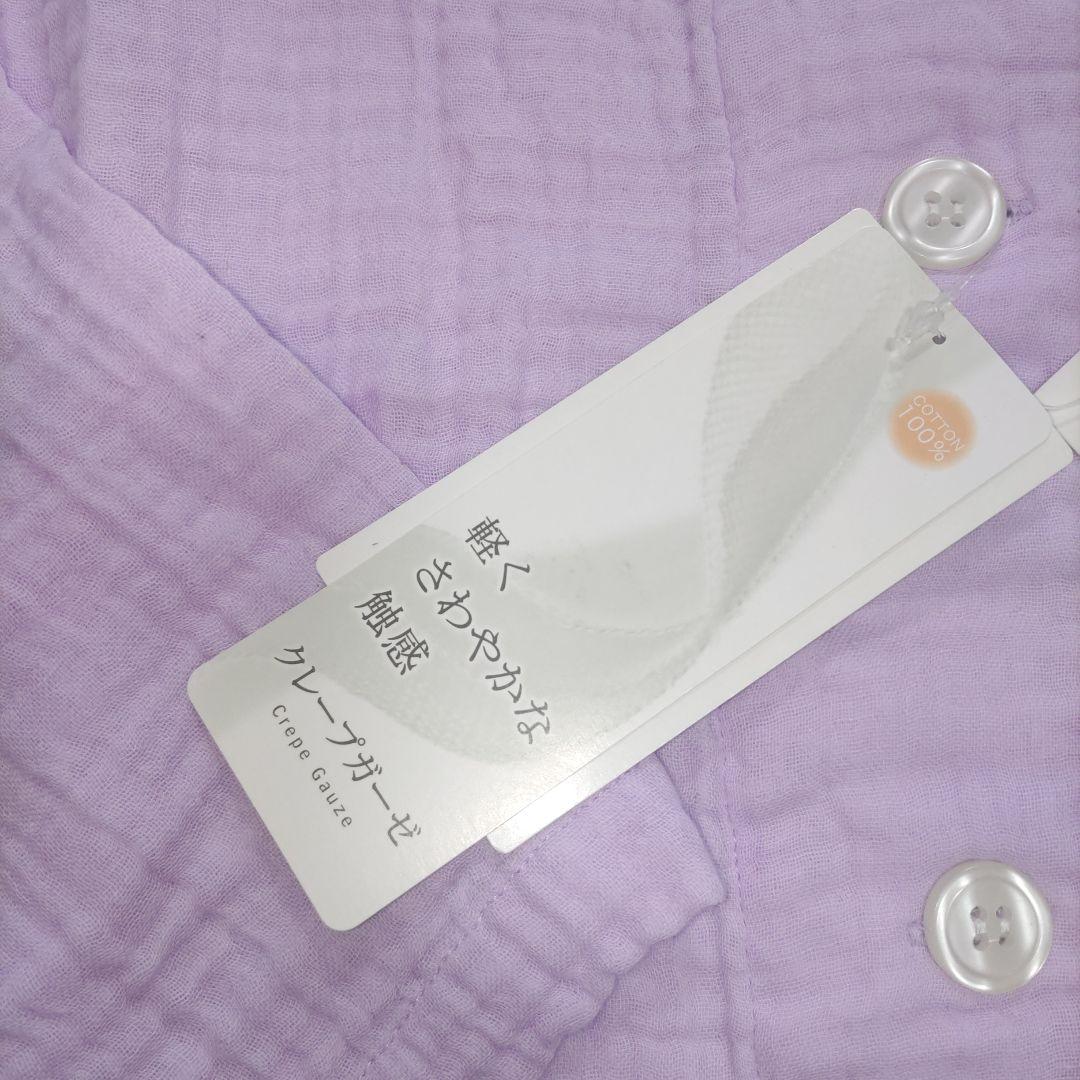 COTTON
100%
軽く
さわやかな
触感
クレープガーゼ
Crepe Gauze